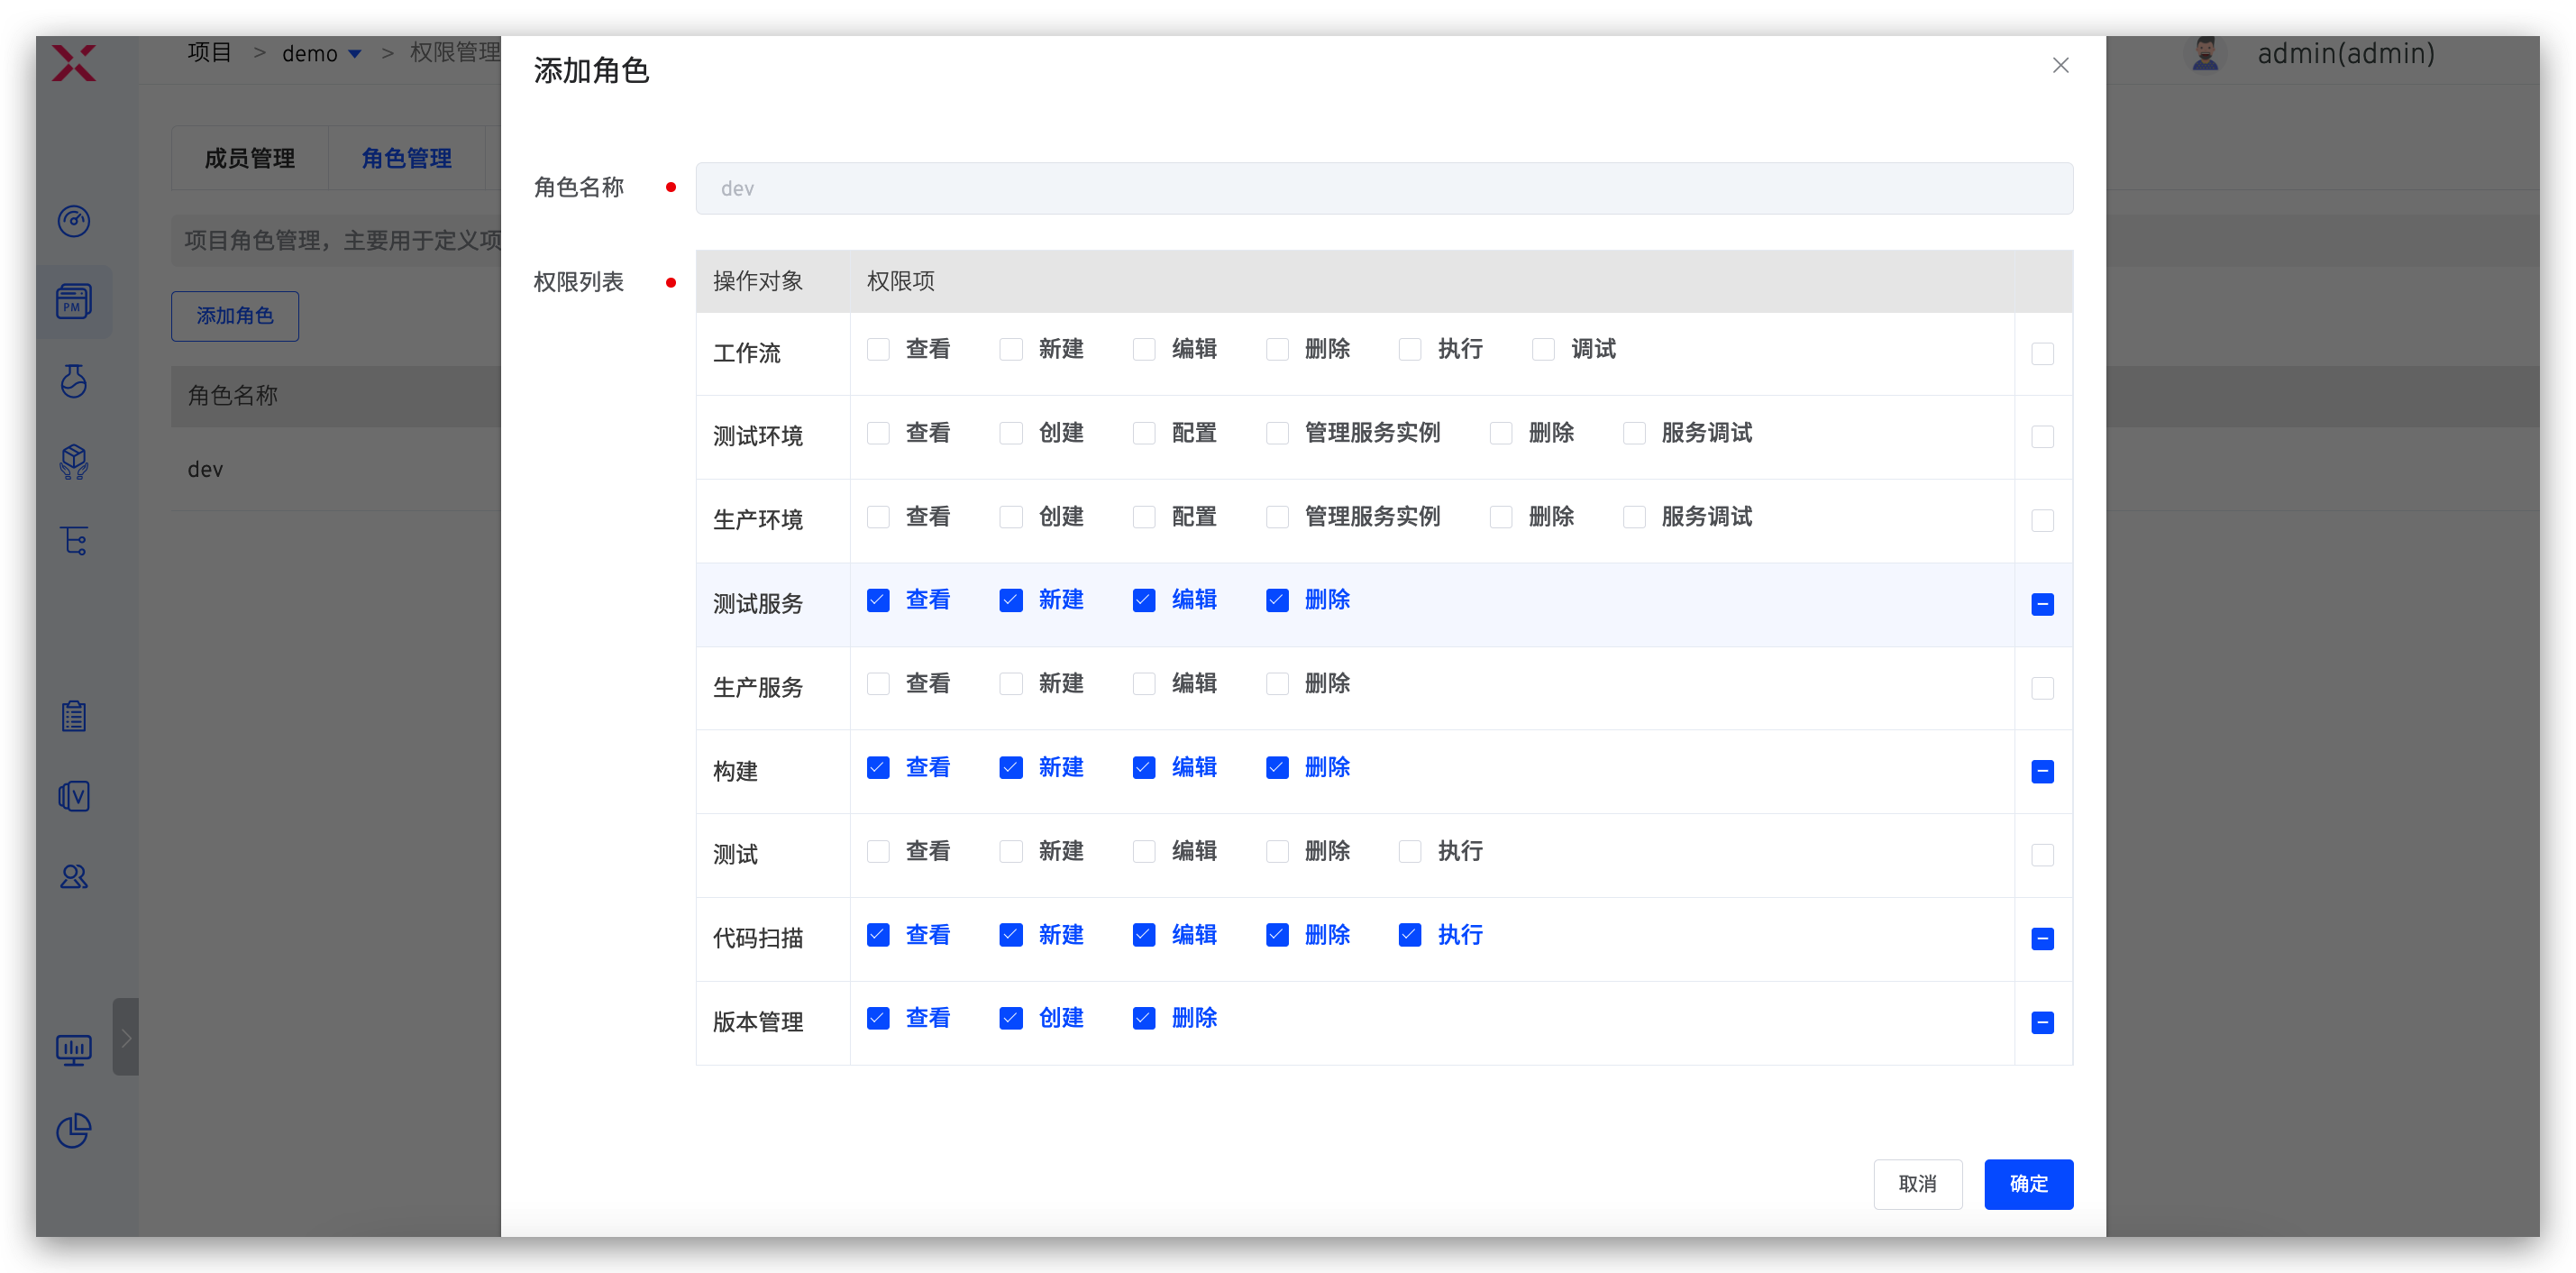 项目 > demo > 权限管理
admin(admin)
成员管理 角色管理
项目角色管理，主要用于定义项
添加角色
角色名称
dev
PM
V
添加角色
角色名称 dev
权限列表 操作对象 权限项
工作流 查看 新建 编辑 删除 执行 调试
测试环境 查看 创建 配置 管理服务实例 删除 服务调试
生产环境 查看 创建 配置 管理服务实例 删除 服务调试
测试服务 查看 新建 编辑 删除
生产服务 查看 新建 编辑 删除
构建 查看 新建 编辑 删除
测试 查看 新建 编辑 删除 执行
代码扫描 查看 新建 编辑 删除 执行
版本管理 查看 创建 删除
取消 确定